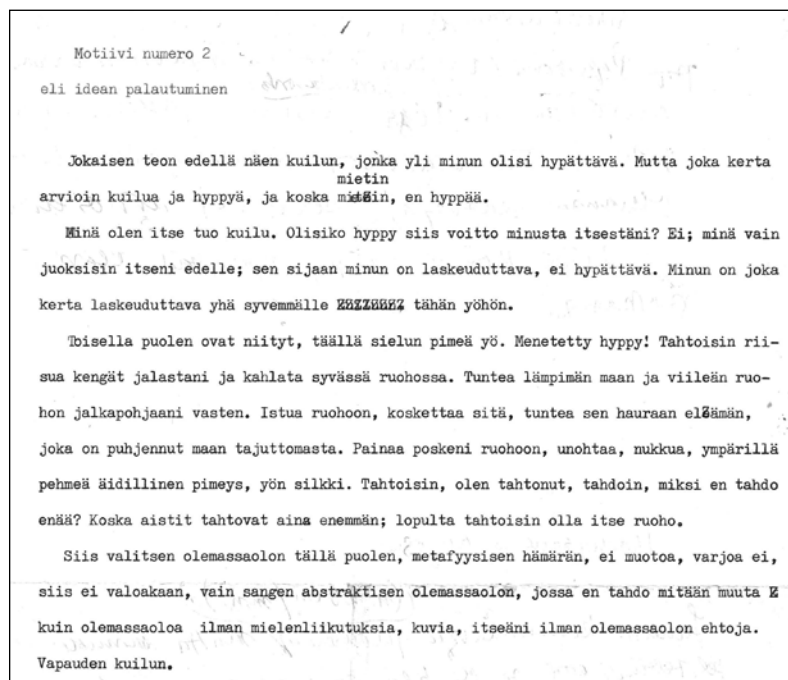 /
Motiivi numero 2
eli idean palautuminen
Jokaisen teon edellä näen kuilun, jonka yli minun olisi hypättävä. Mutta joka kerta
mietin
arvioin kuilua ja hyppyä, ja koska, en hyppää.
Minä olen itse tuo kuilu. Olisiko hyppy siis voitto minusta itsestäni? Ei; minä vain
juoksisin itseni edelle; sen sijaan minun on laskeuduttava, ei hypättävä. Minun on joka
kerta laskeuduttava yhä syvemmälle tähän yöhön.
Toisella puolen ovat niityt, täällä sielun pimeä yö. Menetetty hyppy! Tahtoisin rii-
sua kengät jalastani ja kahlata syvässä ruohossa. Tuntea lämpimän maan ja viileän ruo-
hon jalkapohjaani vasten. Istua ruohoon, koskettaa sitä, tuntea sen hauraan elämän,
joka on puhjennut maan tajuttomasta. Painaa poskeni ruohoon, unohtaa, nukkua, ympärillä
pehmeä äidillinen pimeys, yön silkki. Tahtoisin, olen tahtonut, tahdoin, miksi en tahdo
enää? Koska aistit tahtovat aina enemmän; lopulta tahtoisin olla itse ruoho.
Siis valitsen olemassaolon tällä puolen, metafyysisen hämärän, ei muotoa, varjoa ei,
siis ei valoakaan, vain sangen abstraktisen olemassaolon, jossa en tahdo mitään muuta
kuin olemassaoloa ilman mielenliikutuksia, kuvia, itseäni ilman olemassaolon ehtoja.
Vapauden kuilun.